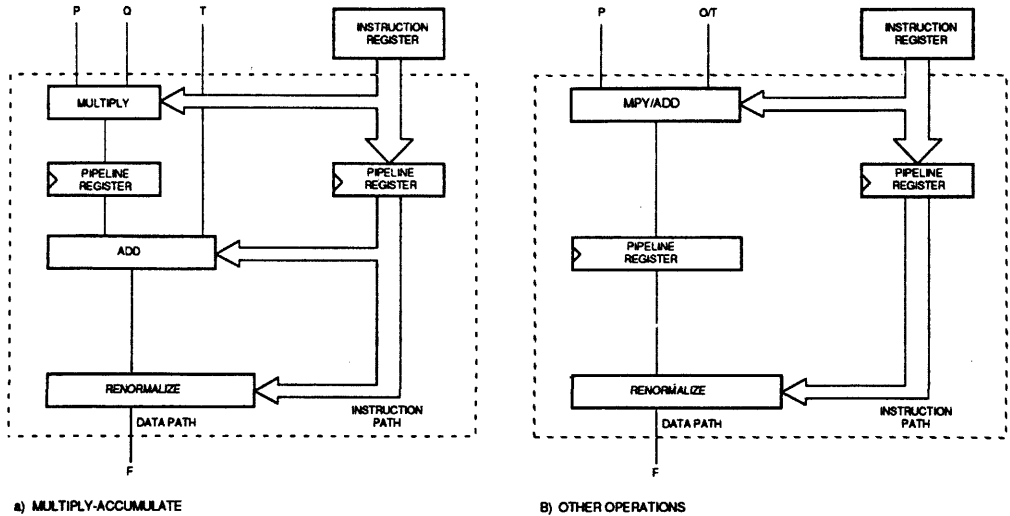 P Q T
INSTRUCTION
REGISTER
MULTIPLY
PIPELINE
REGISTER
PIPELINE
REGISTER
ADD
RENORMALIZE
DATA PATH
INSTRUCTION
PATH
F
a) MULTIPLY-ACCUMULATE
P O/T
INSTRUCTION
REGISTER
MPY/ADD
PIPELINE
REGISTER
PIPELINE
REGISTER
RENORMALIZE
DATA PATH
INSTRUCTION
PATH
F
B) OTHER OPERATIONS